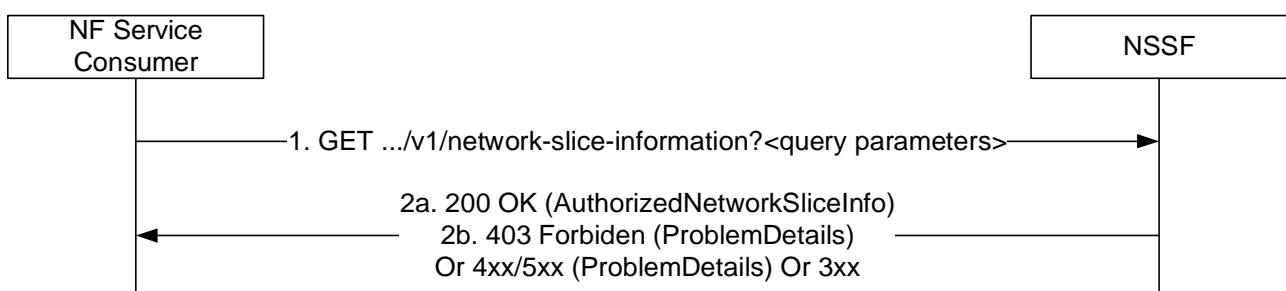 NF Service
Consumer
NSSF
1. GET .../v1/network-slice-information?<query parameters>
2a. 200 OK (AuthorizedNetworkSliceInfo)
2b. 403 Forbiden (ProblemDetails)
Or 4xx/5xx (ProblemDetails) Or 3xx